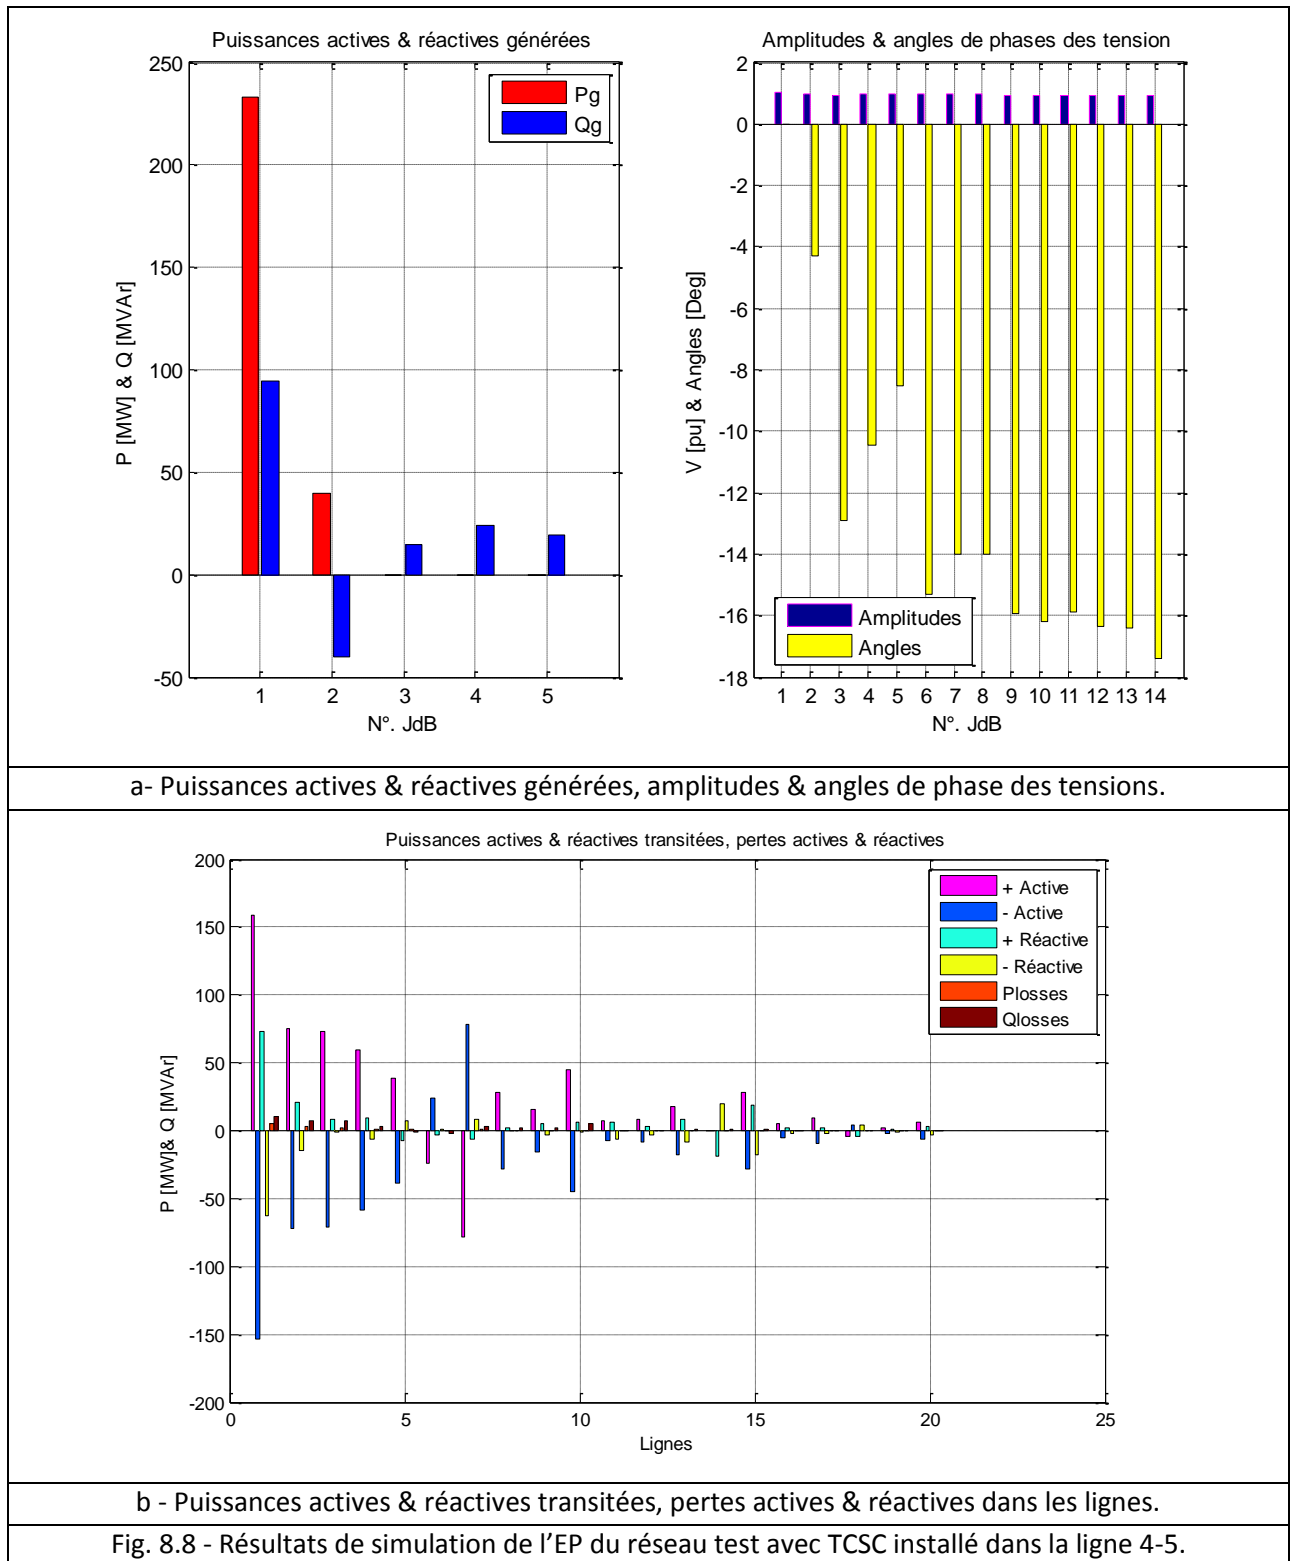 Puissances actives & réactives générées
250
200
150
100
50
0
-50
P [MW] & Q [MVAr]
Pg
Qg
1 2 3 4 5
N°. JdB
Amplitudes & angles de phases des tension
2
0
-2
-4
-6
-8
-10
-12
-14
-16
-18
V [pu] & Angles [Deg]
Amplitudes
Angles
1 2 3 4 5 6 7 8 9 10 11 12 13 14
N°. JdB
a- Puissances actives & réactives générées, amplitudes & angles de phase des tensions.
Puissances actives & réactives transitées, pertes actives & réactives
200
150
100
50
0
-50
-100
-150
-200
P [MW]& Q [MVAr]
+ Active
- Active
+ Réactive
- Réactive
Plosses
Qlosses
0 5 10 15 20 25
Lignes
b - Puissances actives & réactives transitées, pertes actives & réactives dans les lignes.
Fig. 8.8 - Résultats de simulation de l’EP du réseau test avec TCSC installé dans la ligne 4-5.